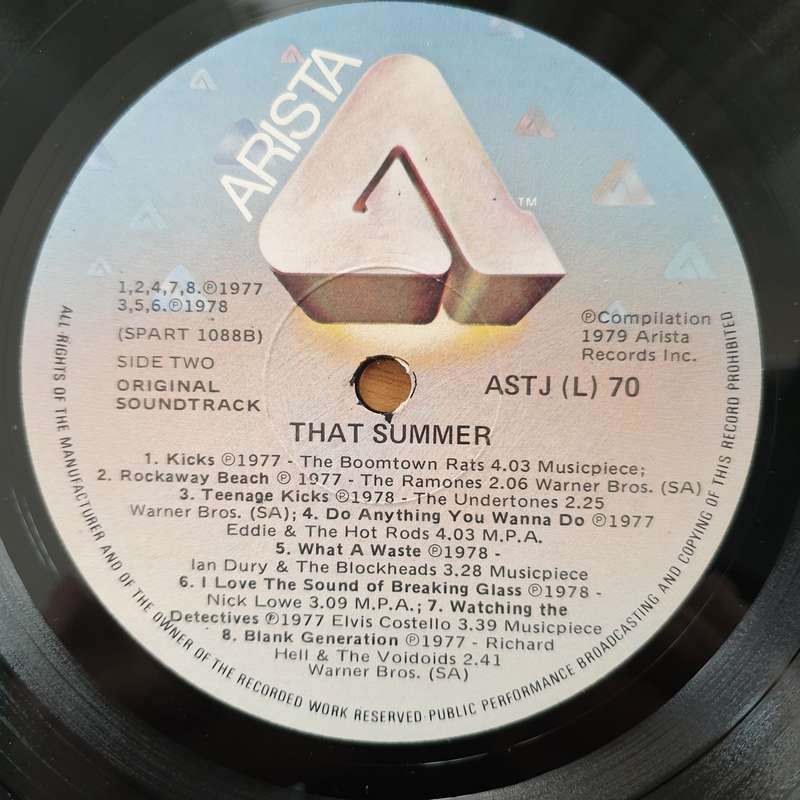 ARISTA
TM
1,2,4,7,8.℗1977
3,5,6.℗1978
(SPART 1088B)
SIDE TWO
ORIGINAL
SOUNDTRACK
℗Compilation
1979 Arista
Records Inc.
ASTJ (L) 70
THAT SUMMER
1. Kicks ℗1977 - The Boomtown Rats 4.03 Musicpiece;
2. Rockaway Beach ℗ 1977 - The Ramones 2.06 Warner Bros. (SA)
3. Teenage Kicks ℗1978 - The Undertones 2.25
Warner Bros. (SA); 4. Do Anything You Wanna Do ℗1977
Eddie & The Hot Rods 4.03 M.P.A.
5. What A Waste ℗1978 -
Ian Dury & The Blockheads 3.28 Musicpiece
6. I Love The Sound of Breaking Glass ℗1978 -
Nick Lowe 3.09 M.P.A.; 7. Watching the
Detectives ℗1977 Elvis Costello 3.39 Musicpiece
8. Blank Generation ℗1977 - Richard
Hell & The Voidoids 2.41
Warner Bros. (SA)
ALL RIGHTS OF THE MANUFACTURER AND OF THE OWNER OF THE RECORDED WORK RESERVED·PUBLIC PERFORMANCE BROADCASTING AND COPYING OF THIS RECORD PROHIBITED